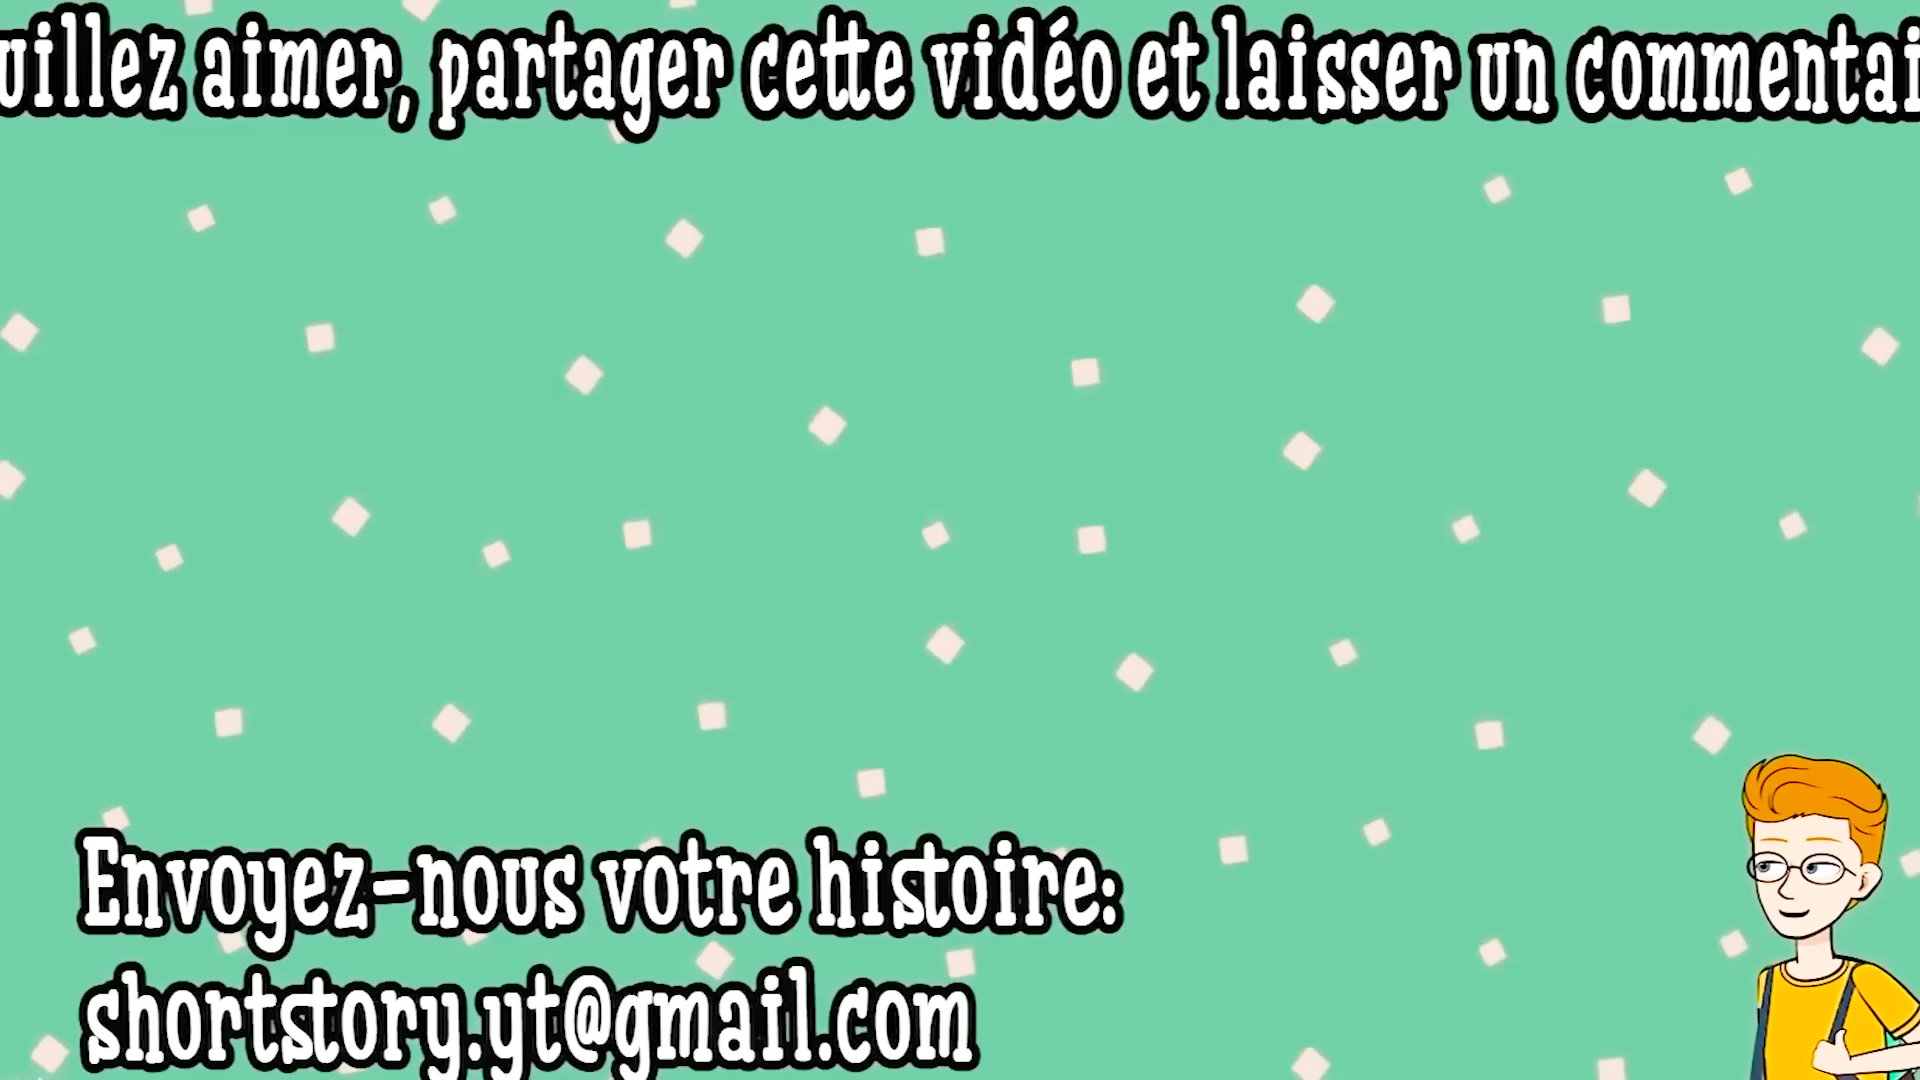 uillez aimer, partager cette vidéo et laisser un commentai
Envoyez-nous votre histoire:
shortstory.yt@gmail.com